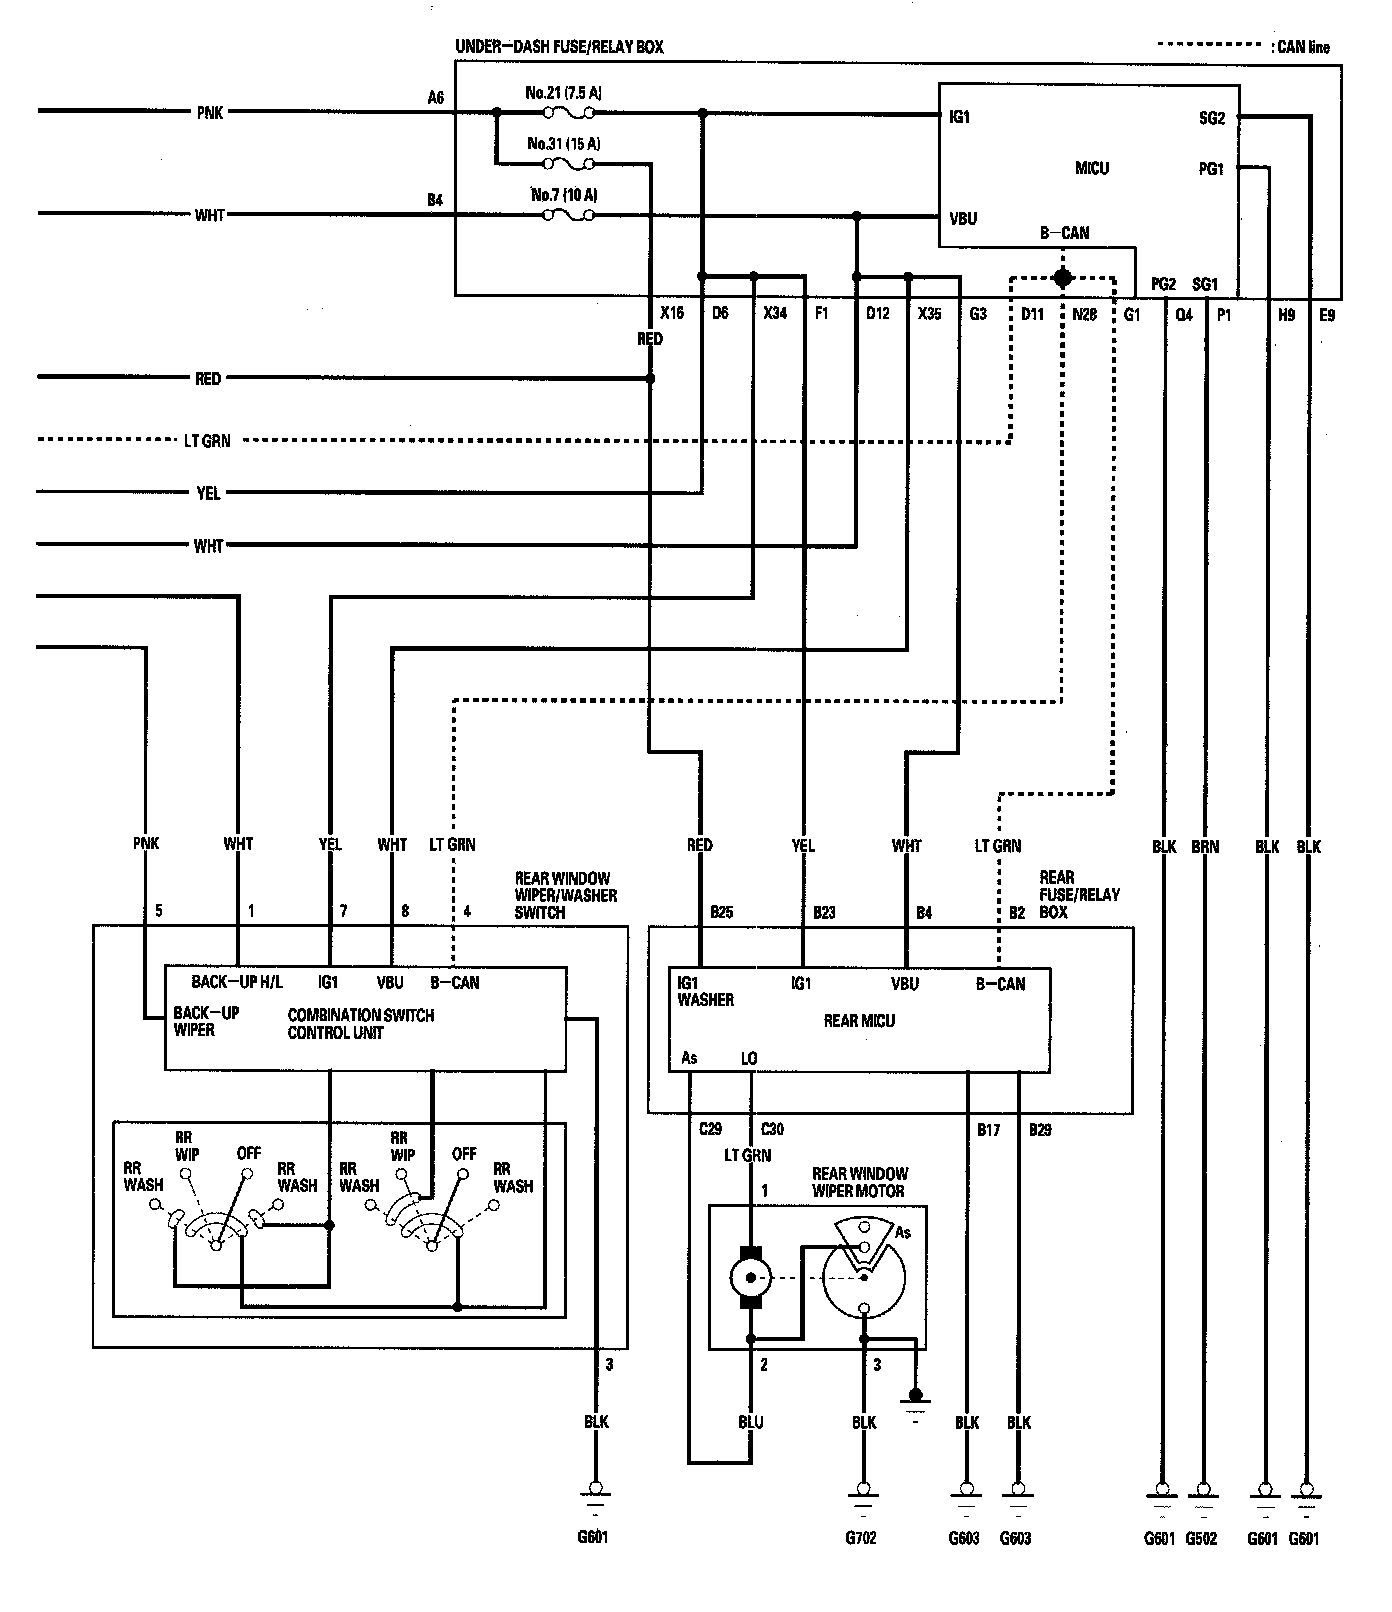 UNDER-DASH FUSE/RELAY BOX
: CAN line
A6
No.21 (7.5 A)
PNK
IG1
SG2
No.31 (15 A)
MICU
PG1
No.7 (10 A)
B4
WHT
VBU
B-CAN
PG2 SG1
X16 D6 X34 F1 D12 X35 G3 D11 N28 G1 Q4 P1 H9 E9
RED
RED
LT GRN
YEL
WHT
PNK WHT YEL WHT LT GRN RED YEL WHT LT GRN BLK BRN BLK BLK
REAR WINDOW
WIPER/WASHER
SWITCH
REAR
FUSE/RELAY
BOX
5 1 7 8 4
B25 B23 B4 B2
BACK-UP H/L IG1 VBU B-CAN
BACK-UP
WIPER
COMBINATION SWITCH
CONTROL UNIT
IG1
WASHER
IG1 VBU B-CAN
REAR MICU
As LO
C29 C30 B17 B29
RR
WIP
OFF
RR
WASH
RR
WASH
RR
WIP
OFF
RR
WASH
RR
WASH
LT GRN
REAR WINDOW
WIPER MOTOR
1
As
3
2 3
BLK BLU BLK BLK BLK
G601 G702 G603 G603 G601 G502 G601 G601